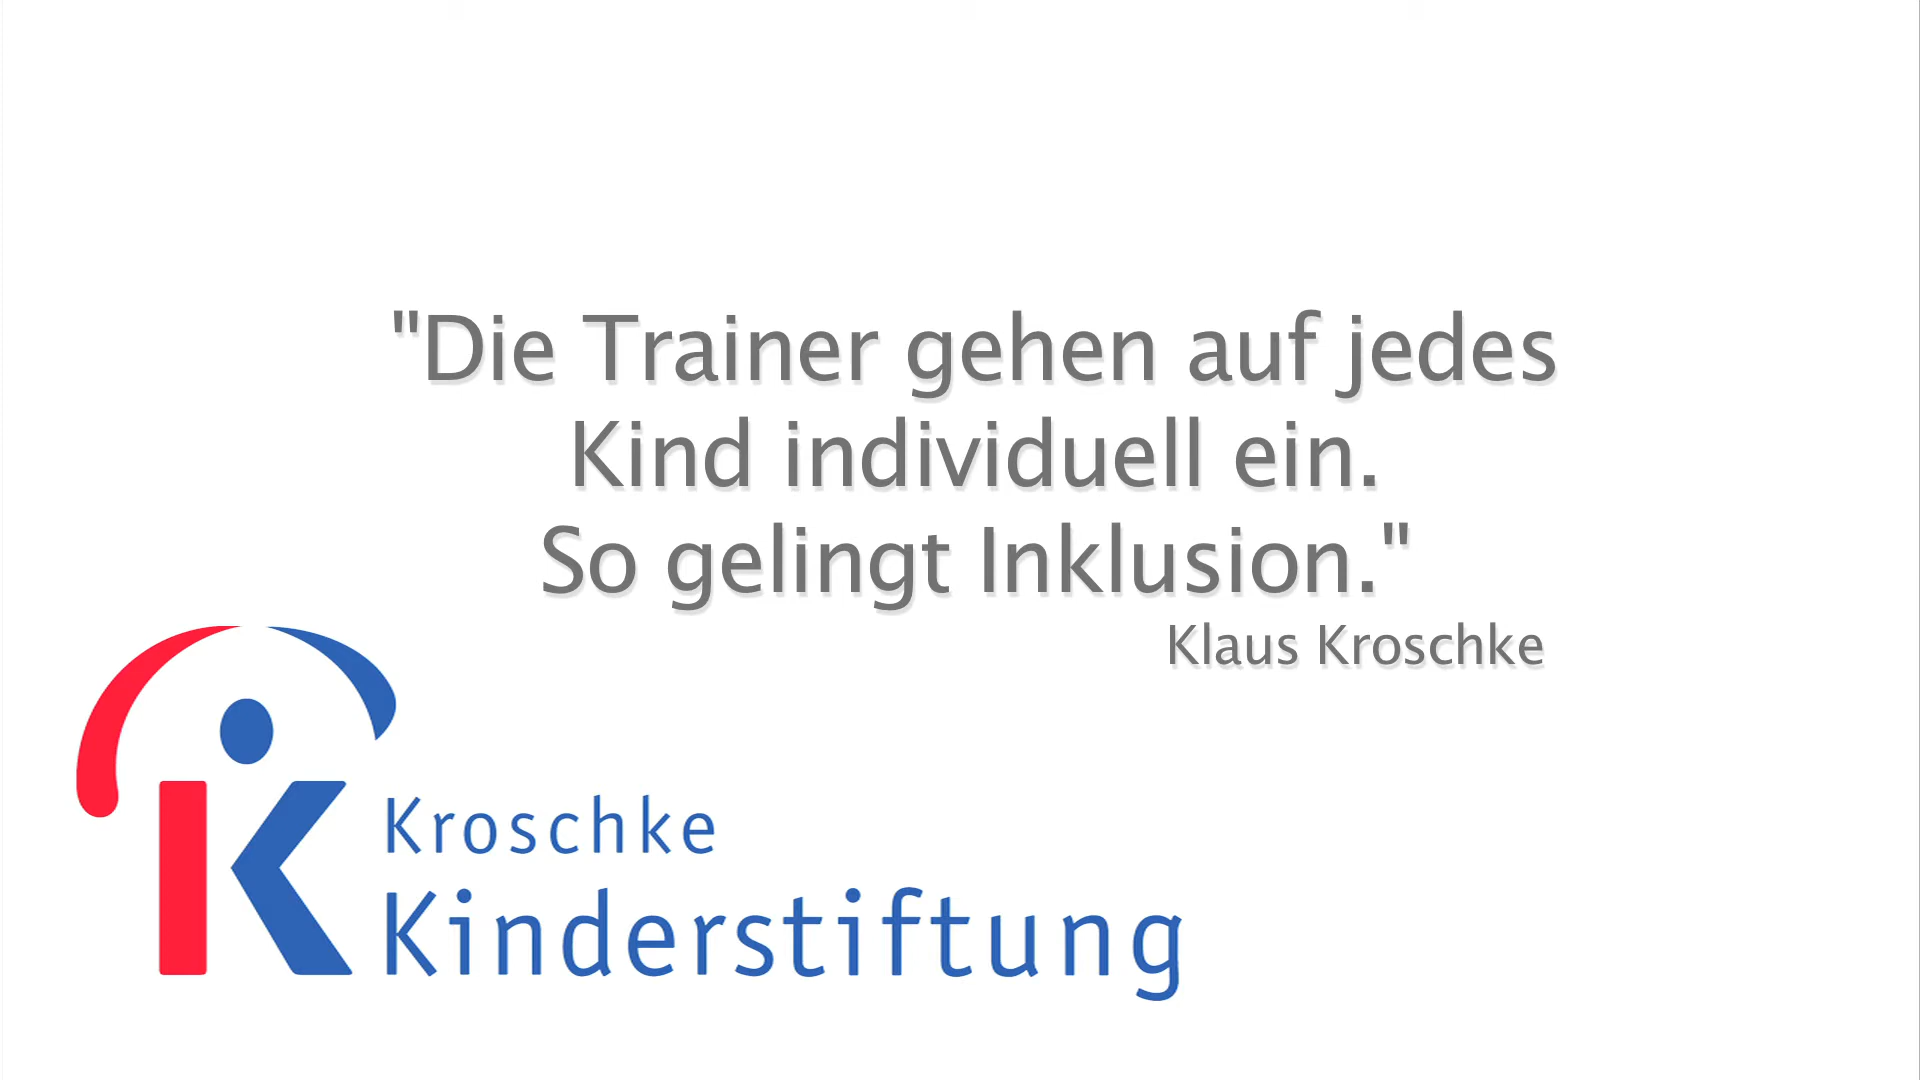 "Die Trainer gehen auf jedes
Kind individuell ein.
So gelingt Inklusion."
Klaus Kroschke
Kroschke
Kinderstiftung